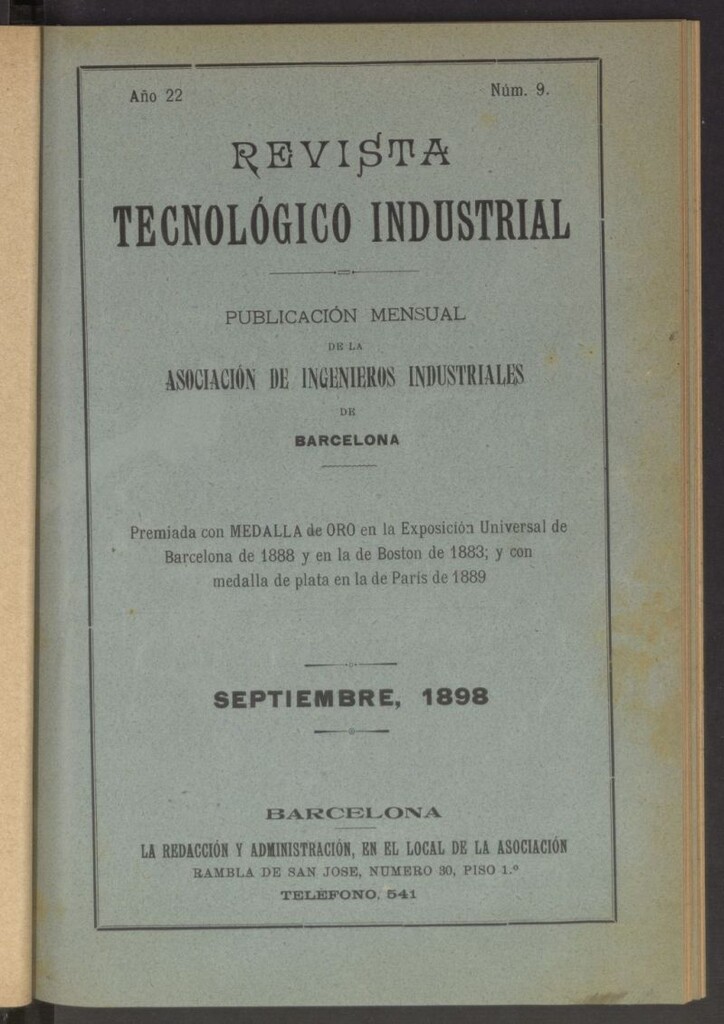 Año 22
Núm. 9.
REVISTA
TECNOLÓGICO INDUSTRIAL
PUBLICACIÓN MENSUAL
DE LA
ASOCIACIÓN DE INGENIEROS INDUSTRIALES
DE
BARCELONA
Premiada con MEDALLA de ORO en la Exposición Universal de
Barcelona de 1888 y en la de Boston de 1883; y con
medalla de plata en la de París de 1889
SEPTIEMBRE, 1898
BARCELONA
LA REDACCIÓN Y ADMINISTRACIÓN, EN EL LOCAL DE LA ASOCIACIÓN
RAMBLA DE SAN JOSE, NUMERO 30, PISO 1.º
TELEFONO, 541